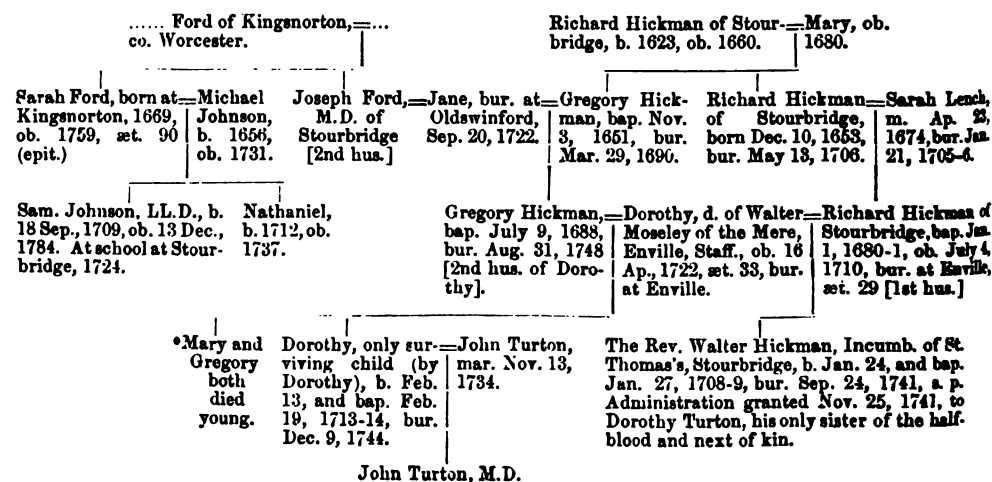 ...... Ford of Kingsnorton,=...
co. Worcester.
Richard Hickman of Stour-=Mary, ob.
bridge, b. 1623, ob. 1660. 1680.
Sarah Ford, born at=Michael
Kingsnorton, 1669, Johnson,
ob. 1759, æt. 90 b. 1656,
(epit.) ob. 1731.
Joseph Ford,=Jane, bur. at=Gregory Hick-
M.D. of Oldswinford, man, bap. Nov.
Stourbridge Sep. 20, 1722. 3, 1651, bur.
[2nd hus.] Mar. 29, 1690.
Richard Hickman=Sarah Lench,
of Stourbridge, m. Ap. 23,
born Dec. 10, 1653, 1674, bur. Jan.
bur. May 13, 1706. 21, 1705-6.
Sam. Johnson, LL.D., b.
18 Sep., 1709, ob. 13 Dec.,
1784. At school at Stour-
bridge, 1724.
Nathaniel,
b. 1712, ob.
1737.
Gregory Hickman,=Dorothy, d. of Walter=Richard Hickman of
bap. July 9, 1688, Moseley of the Mere, Stourbridge, bap. Jan.
bur. Aug. 31, 1748 Enville, Staff., ob. 16 1, 1680-1, ob. July 4,
[2nd hus. of Doro- Ap., 1722, æt. 33, bur. 1710, bur. at Enville,
thy]. at Enville. æt. 29 [1st hus.]
*Mary and
Gregory
both
died
young.
Dorothy, only sur-=John Turton,
viving child (by mar. Nov. 13,
Dorothy), b. Feb. 1734.
13, and bap. Feb.
19, 1713-14, bur.
Dec. 9, 1744.
The Rev. Walter Hickman, Incumb. of St.
Thomas's, Stourbridge, b. Jan. 24, and bap.
Jan. 27, 1708-9, bur. Sep. 24, 1741, s. p.
Administration granted Nov. 25, 1741, to
Dorothy Turton, his only sister of the half-
blood and next of kin.
John Turton, M.D.